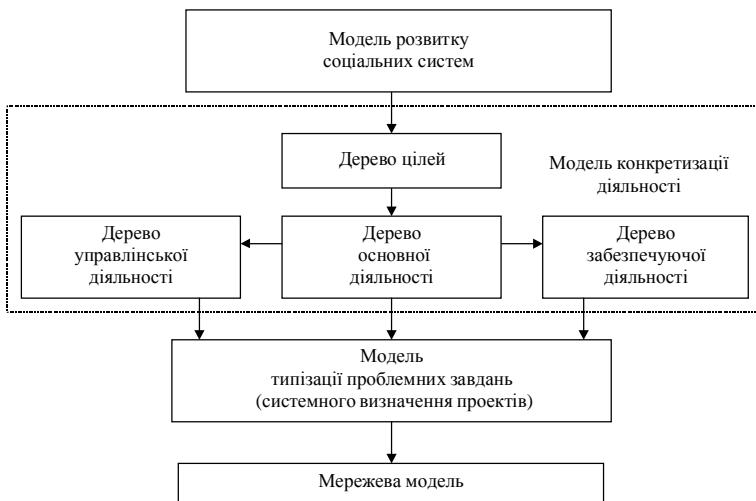 Модель розвитку
соціальних систем
Дерево цілей
Модель конкретизації
діяльності
Дерево
управлінської
діяльності
Дерево
основної
діяльності
Дерево
забезпечуючої
діяльності
Модель
типізації проблемних завдань
(системного визначення проектів)
Мережева модель